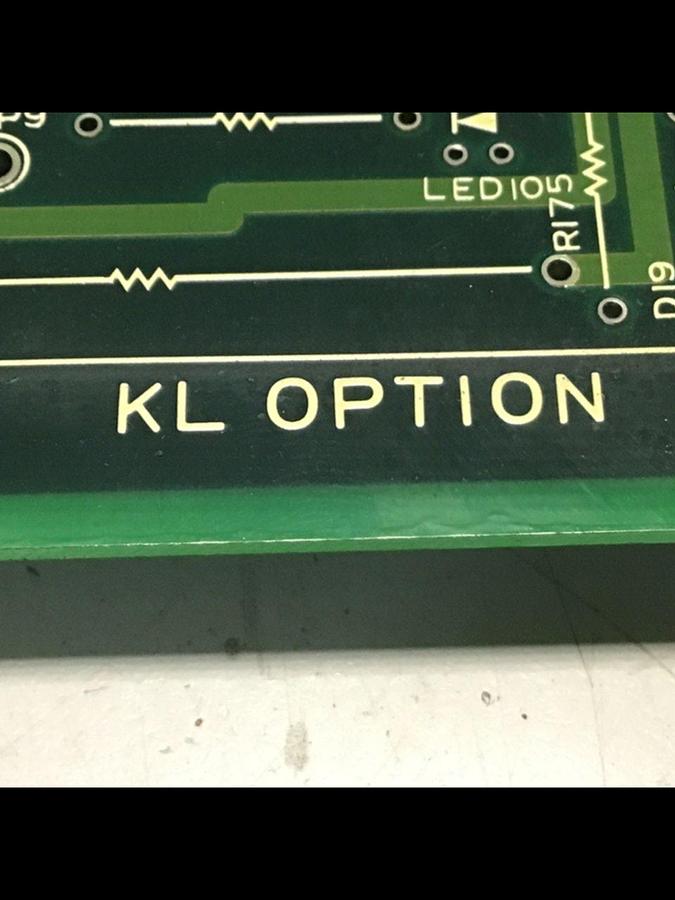 LED105
R175
D19
KL OPTION